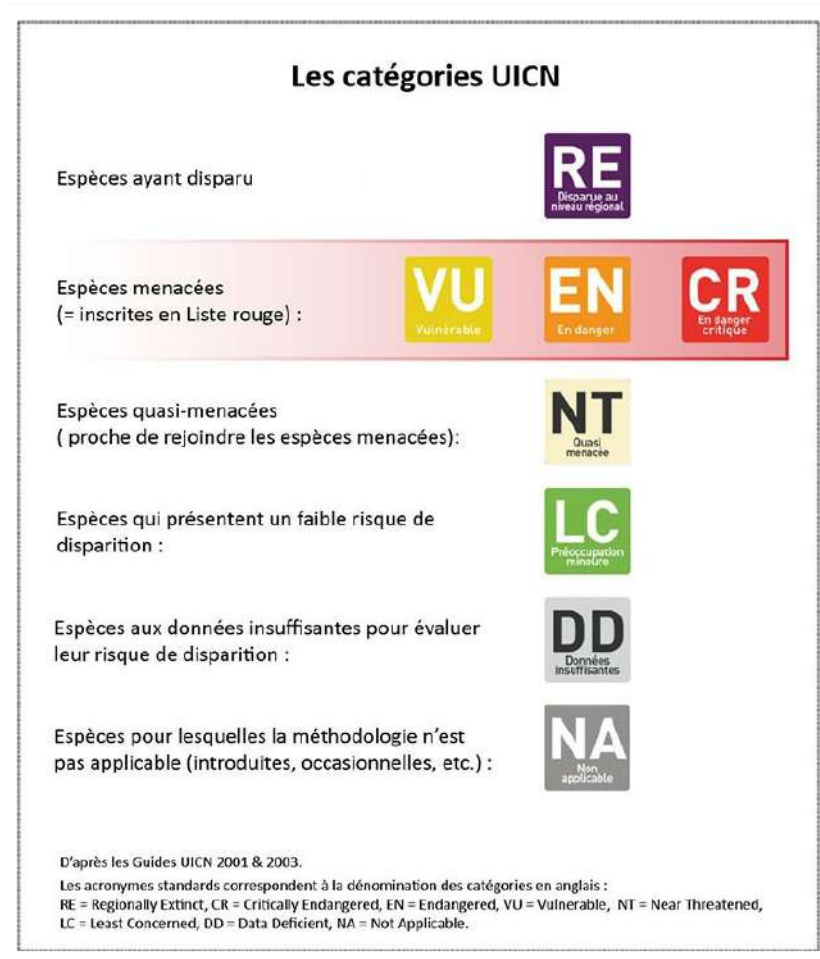 Les catégories UICN
Espèces ayant disparu
RE
Disparue au
niveau régional
Espèces menacées
(= inscrites en Liste rouge) :
VU
Vulnérable
EN
En danger
CR
En danger
critique
Espèces quasi-menacées
( proche de rejoindre les espèces menacées):
NT
Quasi
menacée
Espèces qui présentent un faible risque de
disparition :
LC
Préoccupation
mineure
Espèces aux données insuffisantes pour évaluer
leur risque de disparition :
DD
Données
insuffisantes
Espèces pour lesquelles la méthodologie n'est
pas applicable (introduites, occasionnelles, etc.) :
NA
Non
applicable
D'après les Guides UICN 2001 & 2003.
Les acronymes standards correspondent à la dénomination des catégories en anglais :
RE = Regionally Extinct, CR = Critically Endangered, EN = Endangered, VU = Vulnerable, NT = Near Threatened,
LC = Least Concerned, DD = Data Deficient, NA = Not Applicable.